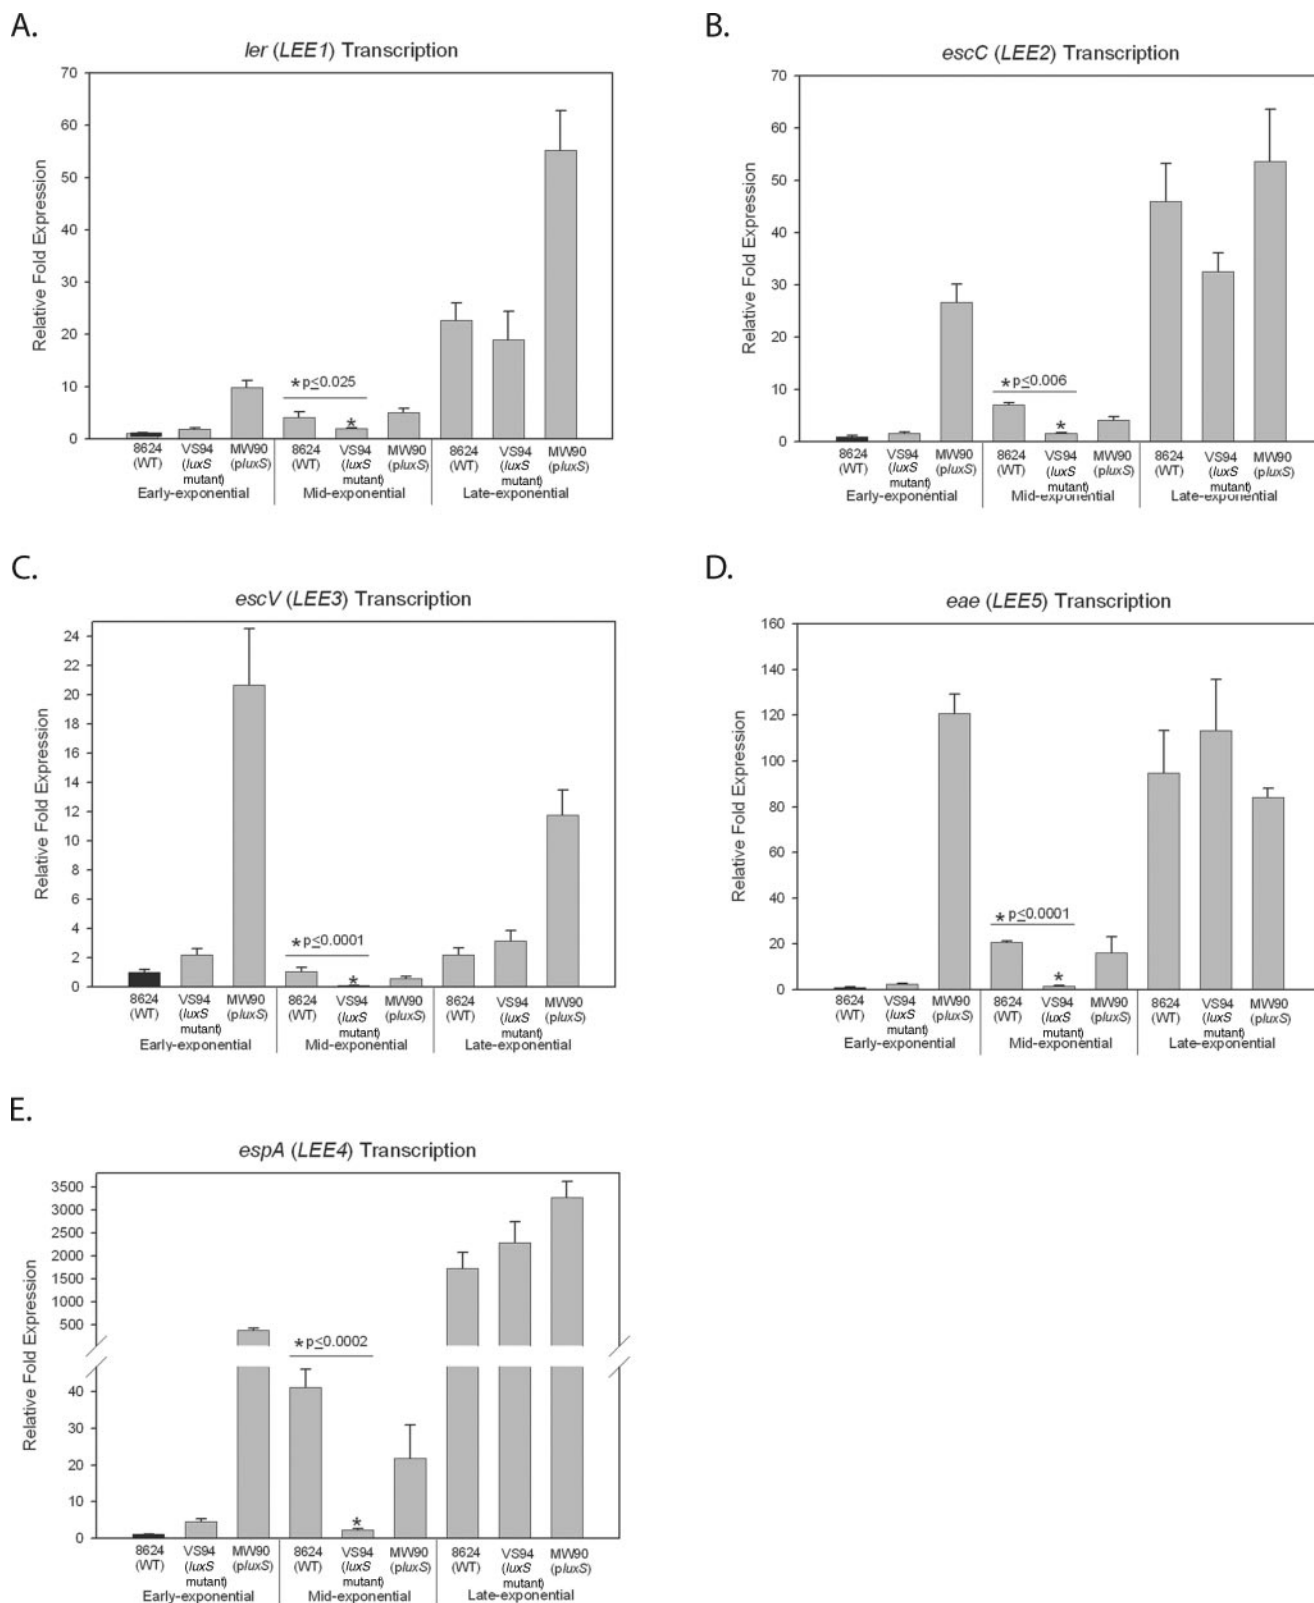 A.
ler (LEE1) Transcription
Relative Fold Expression
70
60
50
40
30
20
10
0
*p≤0.025
*
8624 (WT)
VS94 (luxS mutant)
MW90 (pluxS)
8624 (WT)
VS94 (luxS mutant)
MW90 (pluxS)
8624 (WT)
VS94 (luxS mutant)
MW90 (pluxS)
Early-exponential
Mid-exponential
Late-exponential
B.
escC (LEE2) Transcription
Relative Fold Expression
70
60
50
40
30
20
10
0
*p≤0.006
*
8624 (WT)
VS94 (luxS mutant)
MW90 (pluxS)
8624 (WT)
VS94 (luxS mutant)
MW90 (pluxS)
8624 (WT)
VS94 (luxS mutant)
MW90 (pluxS)
Early-exponential
Mid-exponential
Late-exponential
C.
escV (LEE3) Transcription
Relative Fold Expression
24
22
20
18
16
14
12
10
8
6
4
2
0
*p≤0.0001
*
8624 (WT)
VS94 (luxS mutant)
MW90 (pluxS)
8624 (WT)
VS94 (luxS mutant)
MW90 (pluxS)
8624 (WT)
VS94 (luxS mutant)
MW90 (pluxS)
Early-exponential
Mid-exponential
Late-exponential
D.
eae (LEE5) Transcription
Relative Fold Expression
160
140
120
100
80
60
40
20
0
*p≤0.0001
*
8624 (WT)
VS94 (luxS mutant)
MW90 (pluxS)
8624 (WT)
VS94 (luxS mutant)
MW90 (pluxS)
8624 (WT)
VS94 (luxS mutant)
MW90 (pluxS)
Early-exponential
Mid-exponential
Late-exponential
E.
espA (LEE4) Transcription
Relative Fold Expression
3500
3000
2500
2000
1500
1000
500
40
30
20
10
0
*p≤0.0002
*
8624 (WT)
VS94 (luxS mutant)
MW90 (pluxS)
8624 (WT)
VS94 (luxS mutant)
MW90 (pluxS)
8624 (WT)
VS94 (luxS mutant)
MW90 (pluxS)
Early-exponential
Mid-exponential
Late-exponential